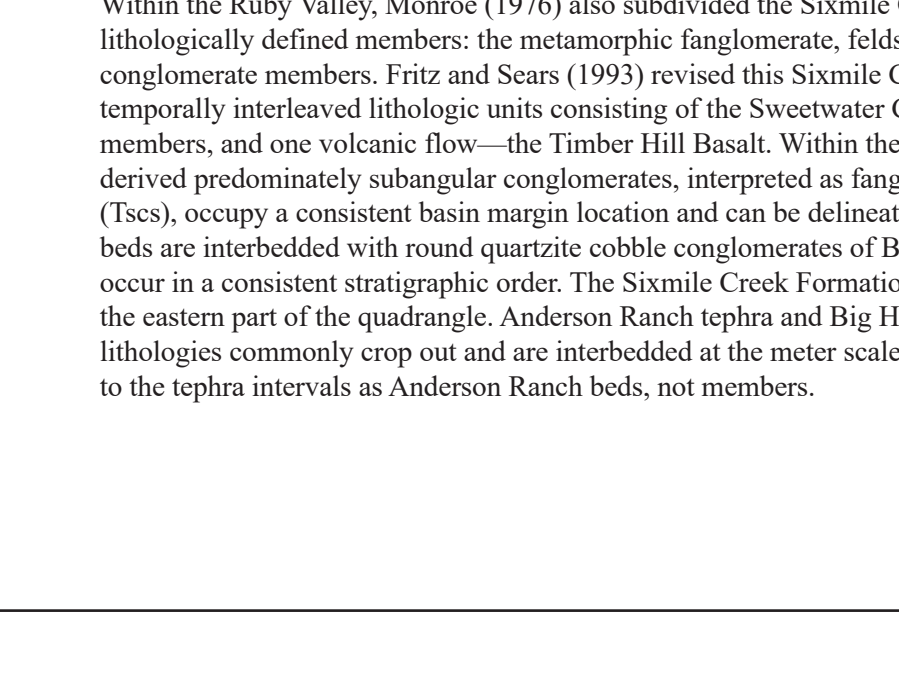 Within the Ruby Valley, Monroe (1976) also subdivided the Sixmile
lithologically defined members: the metamorphic fanglomerate,
conglomerate members. Fritz and Sears (1993) revised this Sixmile
temporally interleaved lithologic units consisting of the Sweetwater
members, and one volcanic flow—the Timber Hill Basalt. Within the
derived predominately subangular conglomerates, interpreted as
(Tscs), occupy a consistent basin margin location and can be
beds are interbedded with round quartzite cobble conglomerates of
occur in a consistent stratigraphic order. The Sixmile Creek
the eastern part of the quadrangle. Anderson Ranch tephra and Big
lithologies commonly crop out and are interbedded at the meter scale
to the tephra intervals as Anderson Ranch beds, not members.